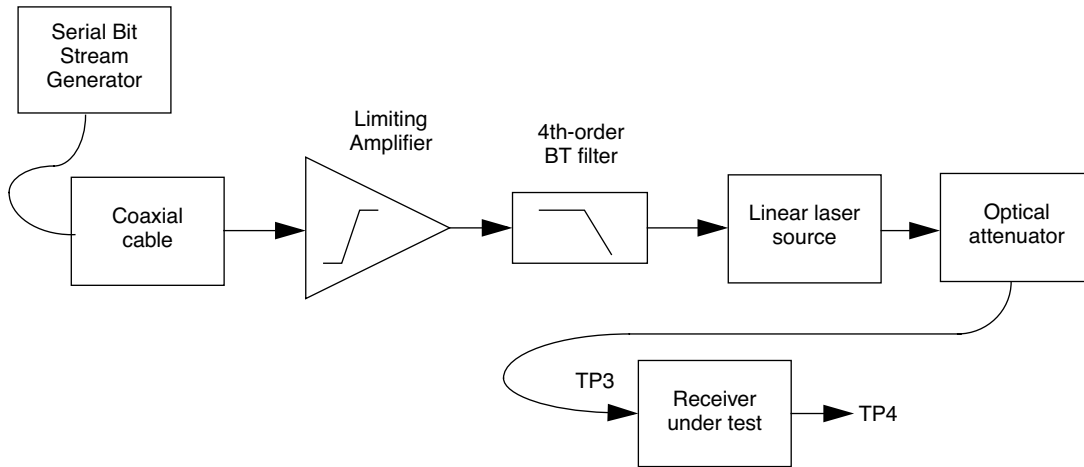 Serial Bit
Stream
Generator
Limiting
Amplifier
4th-order
BT filter
Coaxial
cable
Linear laser
source
Optical
attenuator
TP3
Receiver
under test
TP4